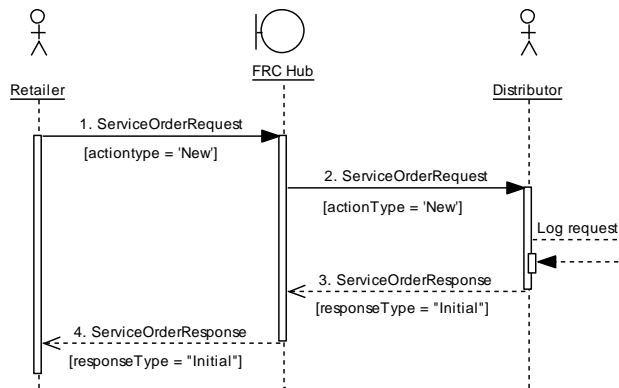 FRC Hub
Retailer
Distributor
1. ServiceOrderRequest
[actiontype = 'New']
2. ServiceOrderRequest
[actionType = 'New']
Log request
3. ServiceOrderResponse
[responseType = "Initial"]
4. ServiceOrderResponse
[responseType = "Initial"]